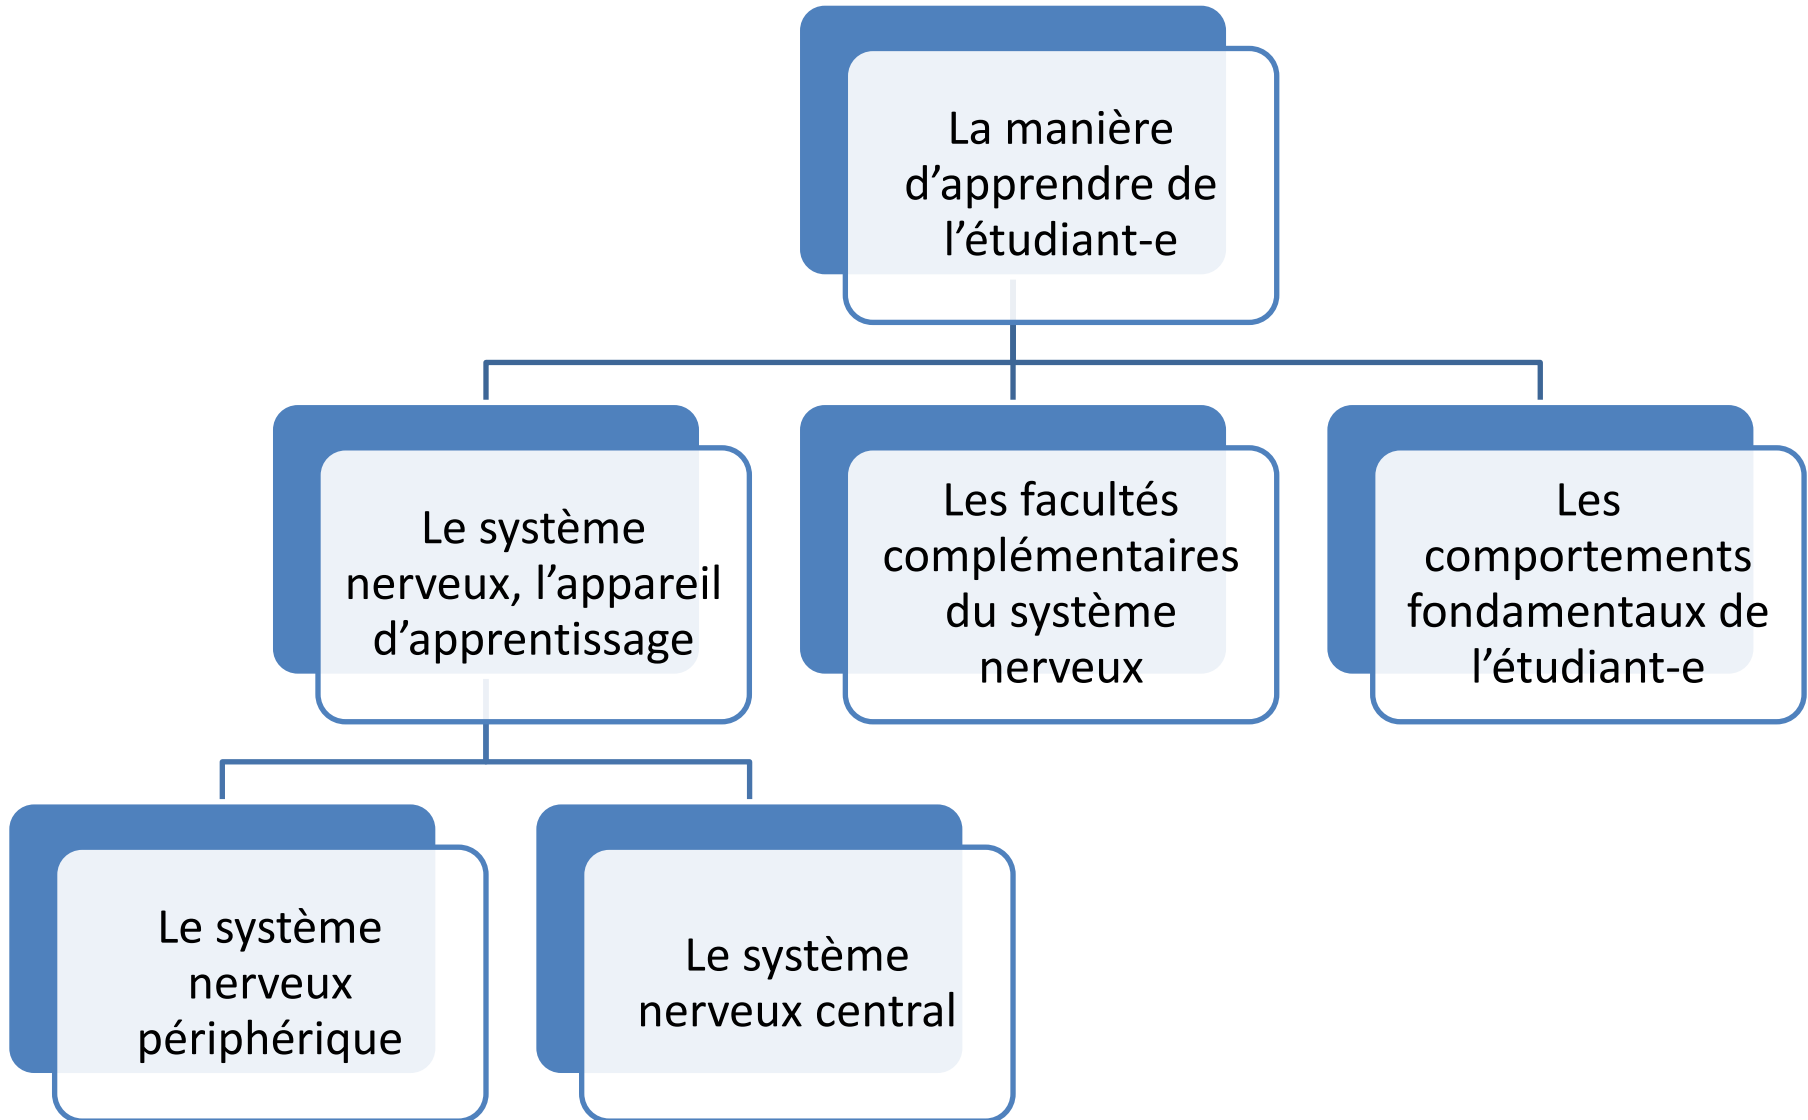 La manière
d’apprendre de
l’étudiant-e
Le système
nerveux, l’appareil
d’apprentissage
Les facultés
complémentaires
du système
nerveux
Les
comportements
fondamentaux de
l’étudiant-e
Le système
nerveux
périphérique
Le système
nerveux central